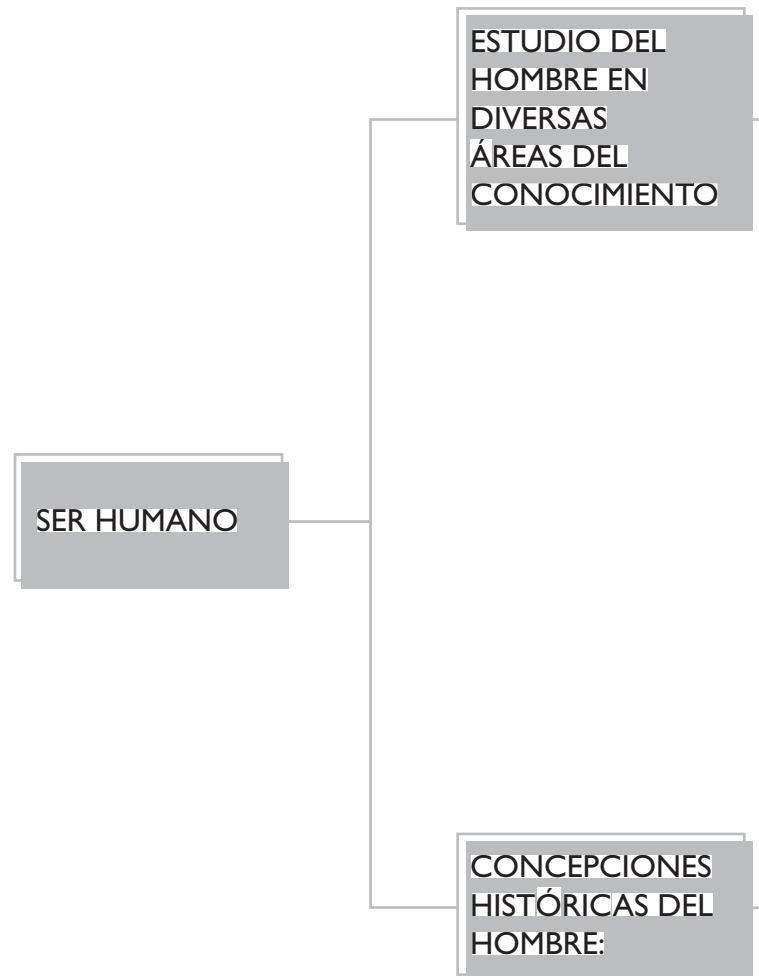 ESTUDIO DEL
HOMBRE EN
DIVERSAS
ÁREAS DEL
CONOCIMIENTO
SER HUMANO
CONCEPCIONES
HISTÓRICAS DEL
HOMBRE: